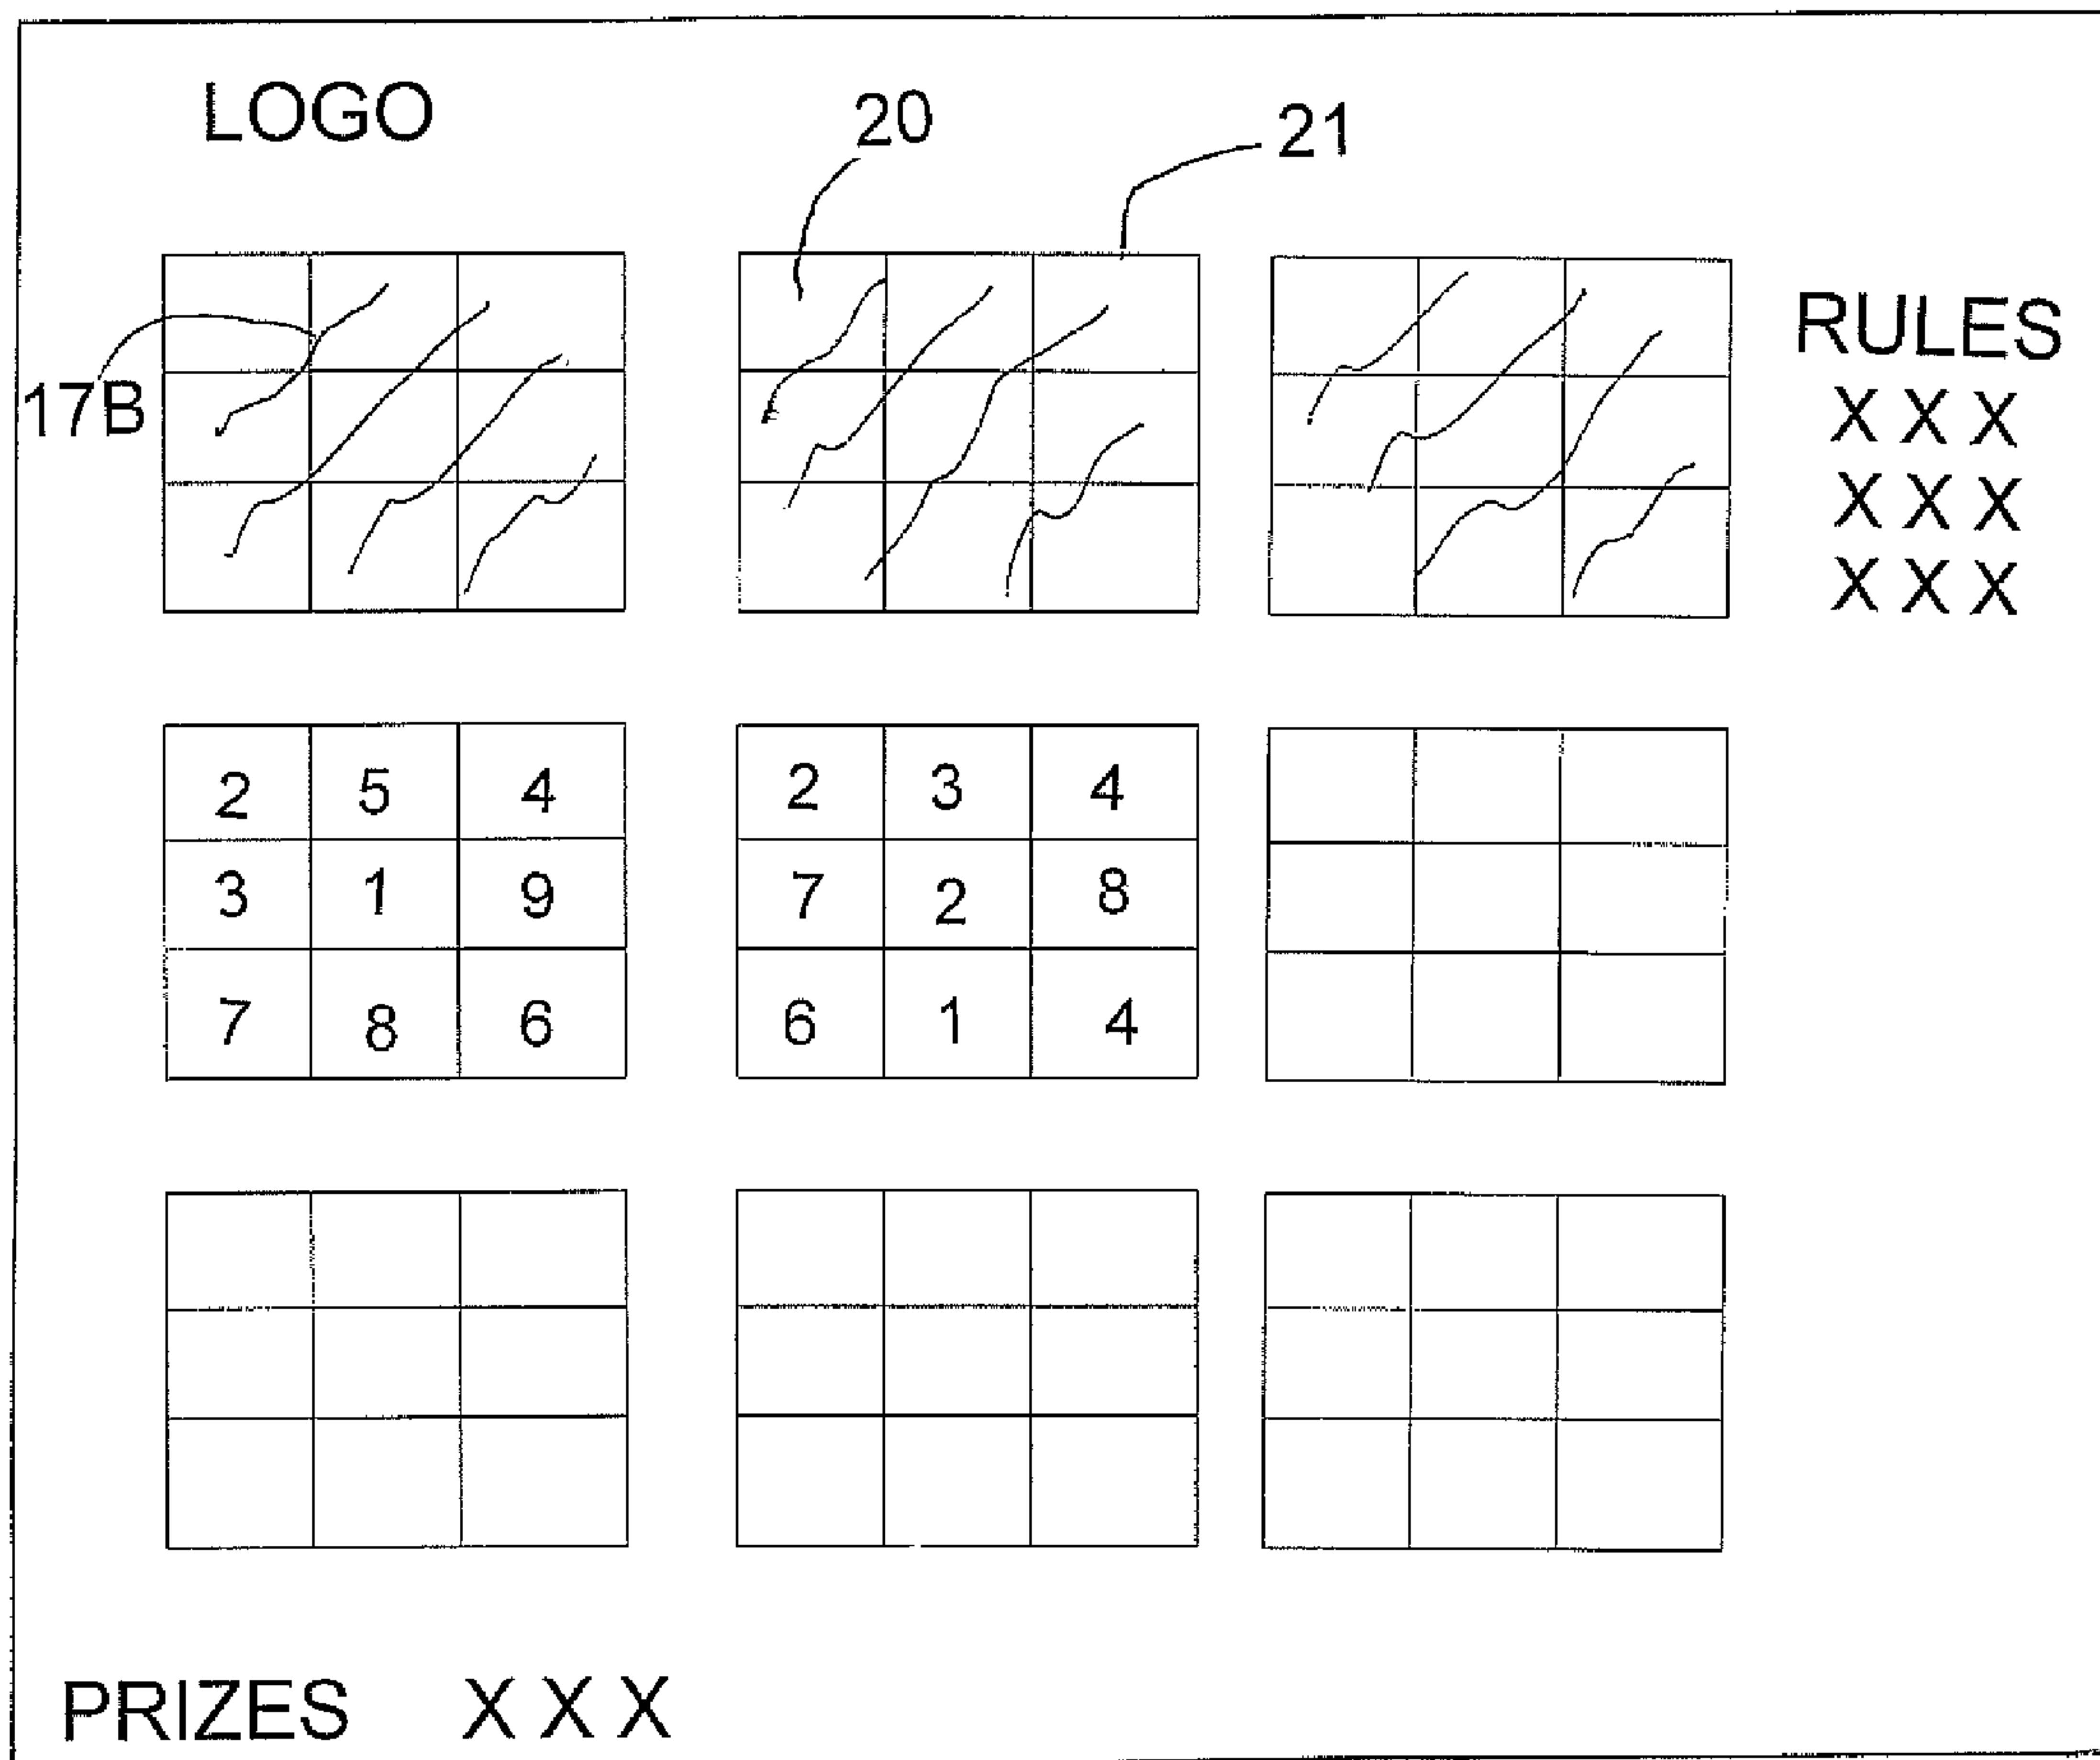 LOGO
20
21
17B
RULES
X X X
X X X
X X X
2 5 4
3 1 9
7 8 6
2 3 4
7 2 8
6 1 4
PRIZES X X X